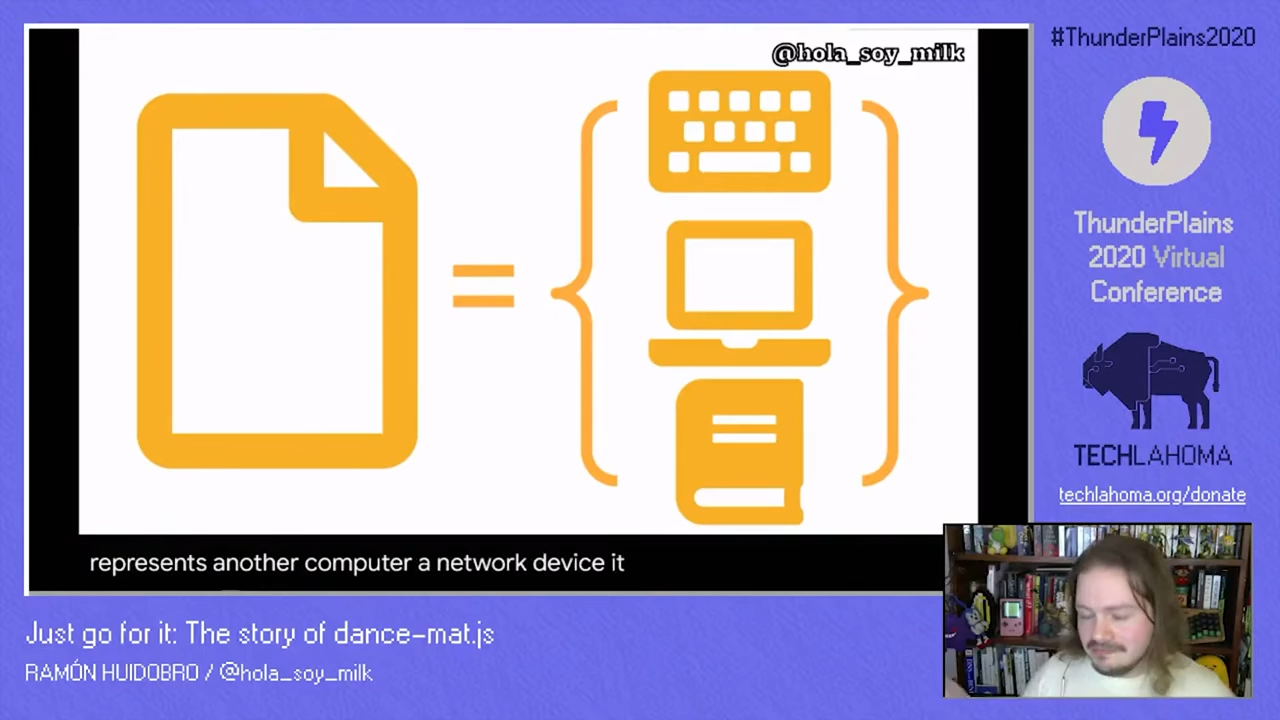 @hola_soy_milk
represents another computer a network device it
#ThunderPlains2020
ThunderPlains
2020 Virtual
Conference
TECHLAHOMA
techlahoma.org/donate
Just go for it: The story of dance-mat.js
RAMÓN HUIDOBRO / @hola_soy_milk